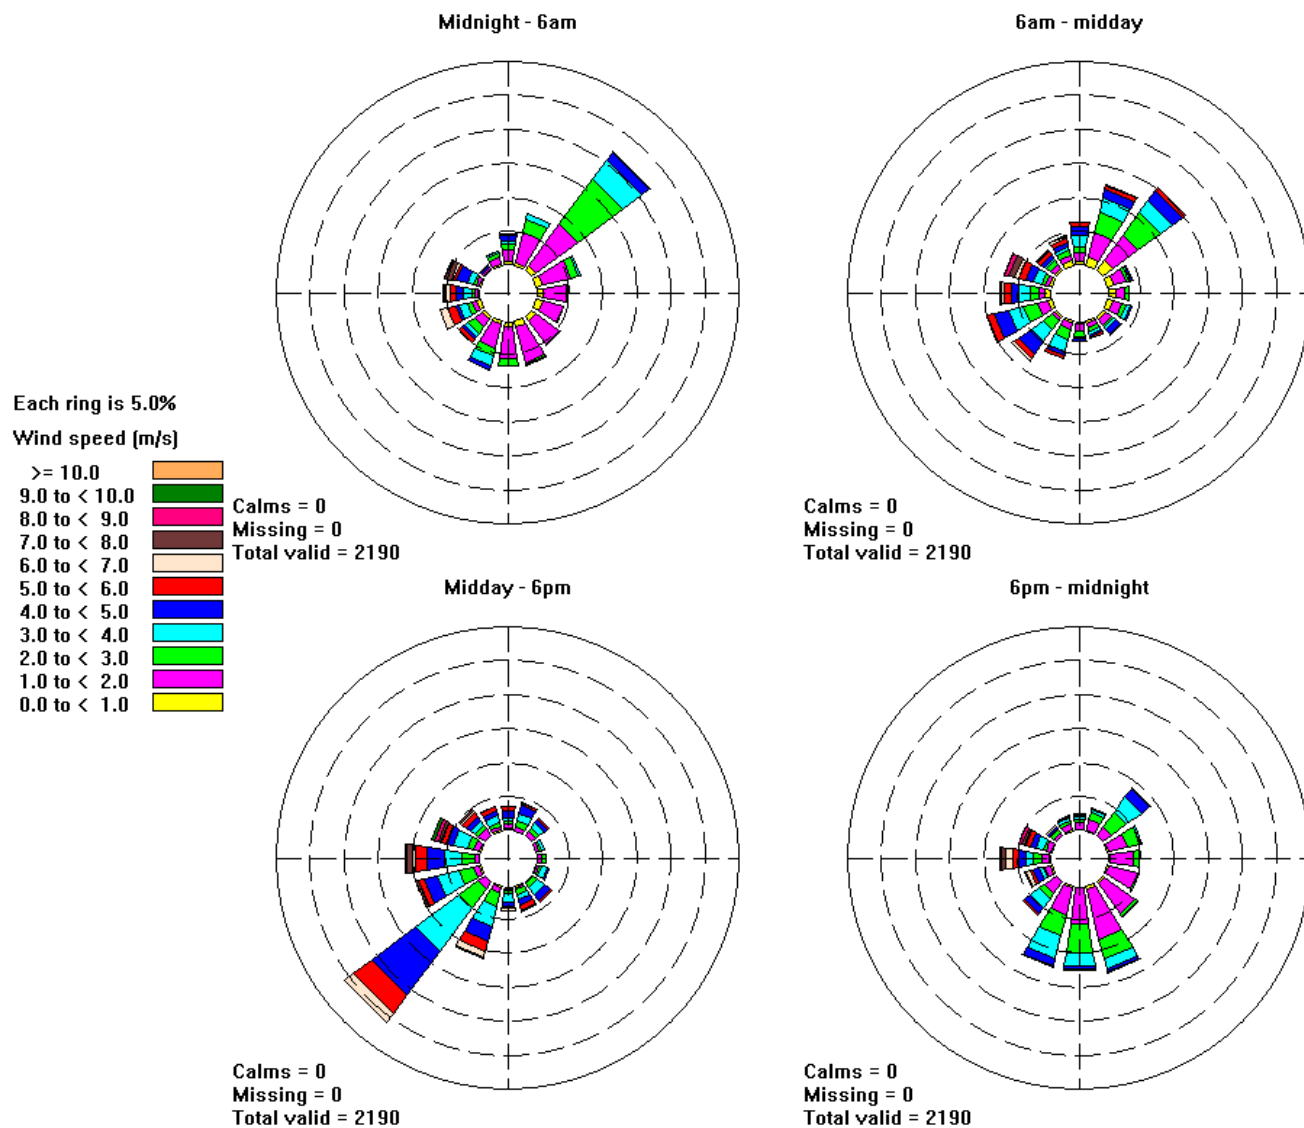 Midnight - 6am
6am - midday
Each ring is 5.0%
Wind speed (m/s)
>= 10.0
9.0 to < 10.0
8.0 to < 9.0
7.0 to < 8.0
6.0 to < 7.0
5.0 to < 6.0
4.0 to < 5.0
3.0 to < 4.0
2.0 to < 3.0
1.0 to < 2.0
0.0 to < 1.0
Calms = 0
Missing = 0
Total valid = 2190
Calms = 0
Missing = 0
Total valid = 2190
Midday - 6pm
6pm - midnight
Calms = 0
Missing = 0
Total valid = 2190
Calms = 0
Missing = 0
Total valid = 2190